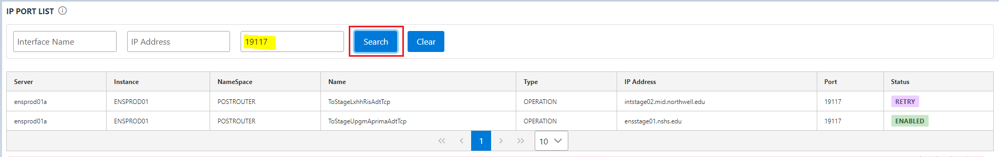 IP PORT LIST
Interface Name IP Address 19117 Search Clear
Server Instance NameSpace Name Type IP Address Port Status
ensprod01a ENSPROD01 POSTROUTER ToStageLxhhRisAdtTcp OPERATION intstage02.mid.northwell.edu 19117 RETRY
ensprod01a ENSPROD01 POSTROUTER ToStageUpgmAprimaAdtTcp OPERATION ensstage01.nshs.edu 19117 ENABLED
1 10